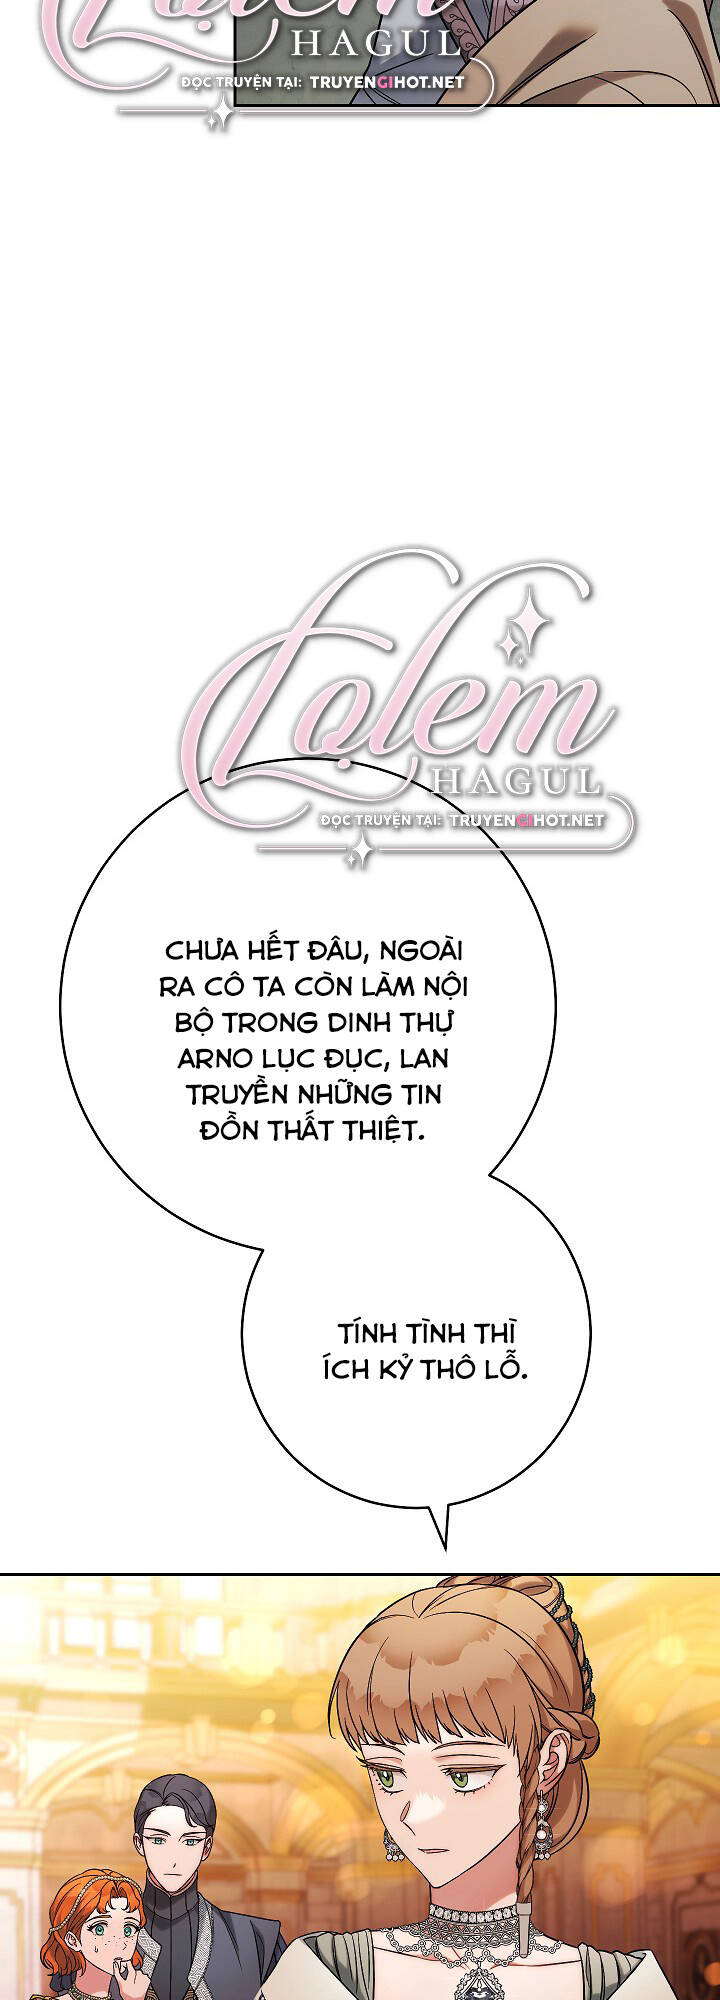 Lọlem
HAGUL
ĐỌC TRUYỆN TẠI: TRUYENGIHOT.NET
Lọlem
HAGUL
ĐỌC TRUYỆN TẠI: TRUYENGIHOT.NET
CHƯA HẾT ĐÂU, NGOÀI
RA CÔ TA CÒN LÀM NỘI
BỘ TRONG DINH THỰ
ARNO LỤC ĐỤC, LAN
TRUYỀN NHỮNG TIN
ĐỒN THẤT THIỆT.
TÍNH TÌNH THÌ
ÍCH KỶ THÔ LỖ.